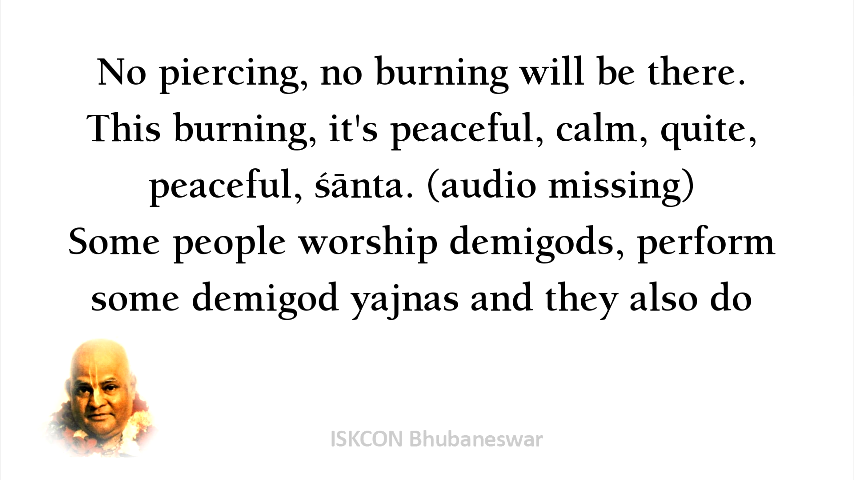 No piercing, no burning will be there.
This burning, it's peaceful, calm, quite,
peaceful, śānta. (audio missing)
Some people worship demigods, perform
some demigod yajnas and they also do
ISKCON Bhubaneswar